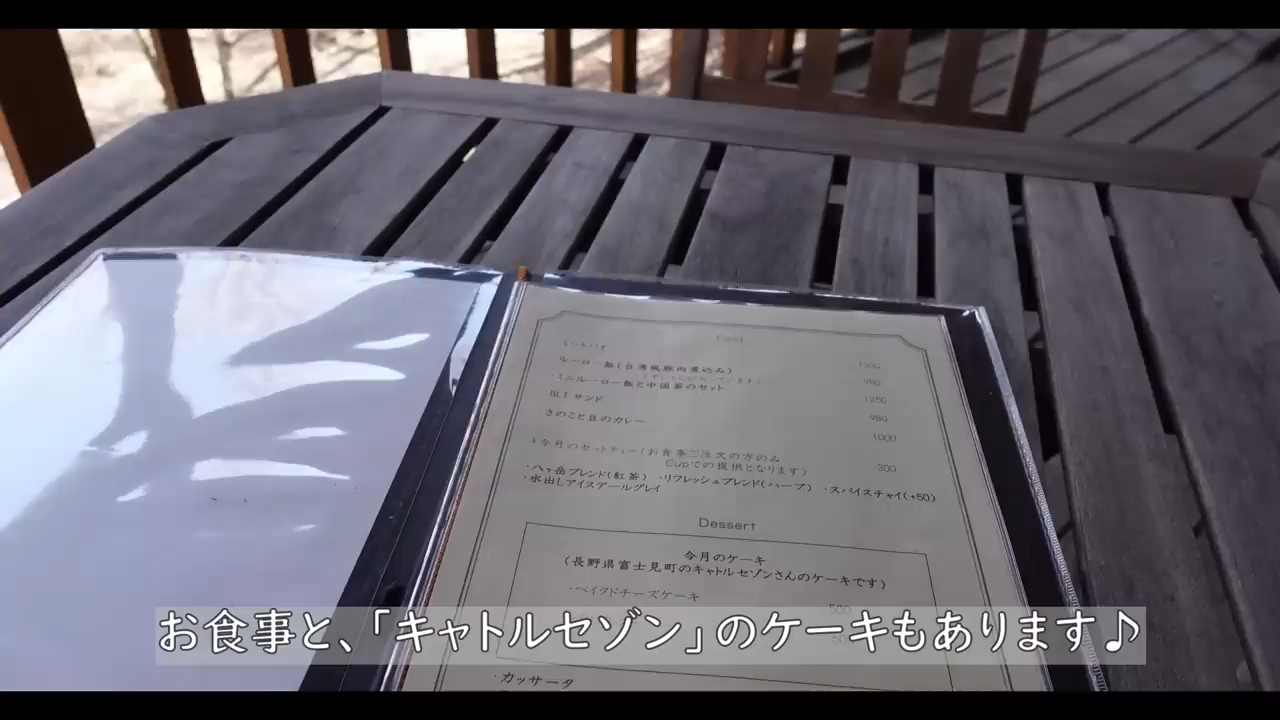 Food
ミートパイ 1200
ルーロー飯(台湾風豚肉煮込み) 900
ミニルーロー飯と中国茶のセット 1250
BLTサンド 980
・きのこと豆のカレー 1000
今月のセットティー(お食事ご注文の方のみ
Cupでの提供となります) 300
・八ヶ岳ブレンド(紅茶) ・リフレッシュブレンド(ハーブ) ・スパイスチャイ(+50)
・水出しアイスアールグレイ
Dessert
今月のケーキ
(長野県富士見町のキャトルセゾンさんのケーキです)
・ベイクドチーズケーキ 500
お食事と、「キャトルセゾン」のケーキもあります♪
・カッサータ